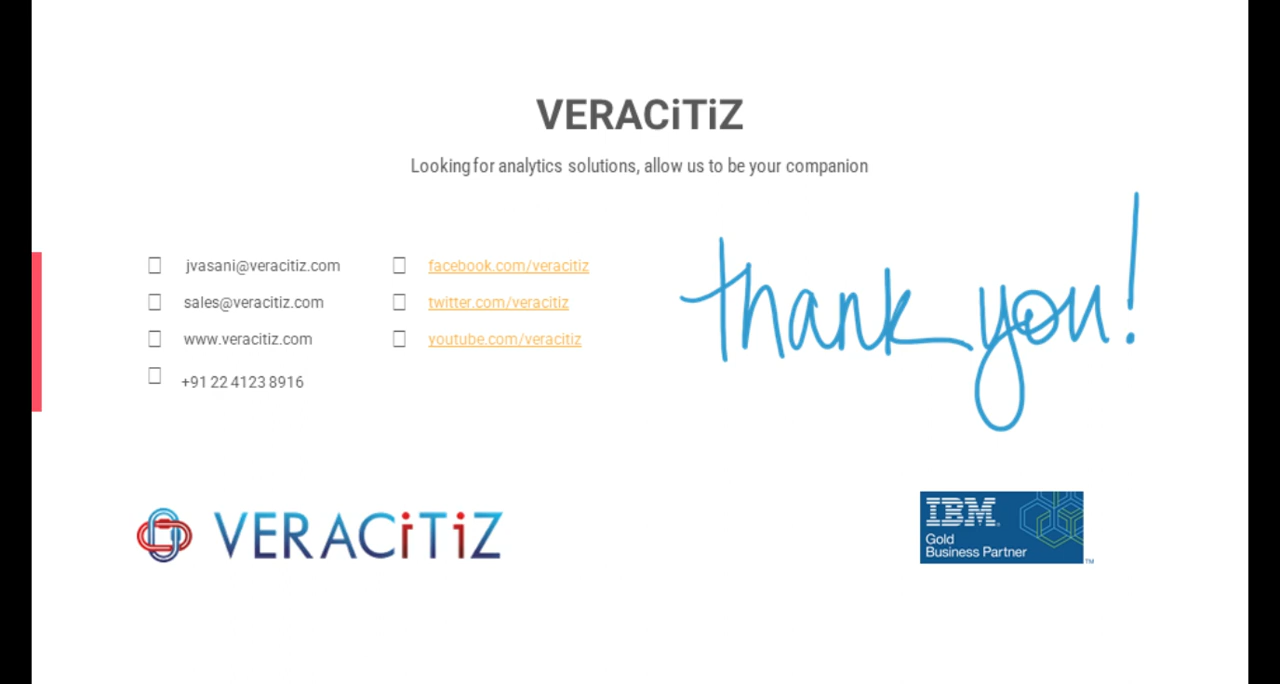 VERACiTiZ
Looking for analytics solutions, allow us to be your companion
jvasani@veracitiz.com
sales@veracitiz.com
www.veracitiz.com
+91 22 4123 8916
facebook.com/veracitiz
twitter.com/veracitiz
youtube.com/veracitiz
thank you!
VERACiTiZ
IBM
Gold
Business Partner
TM